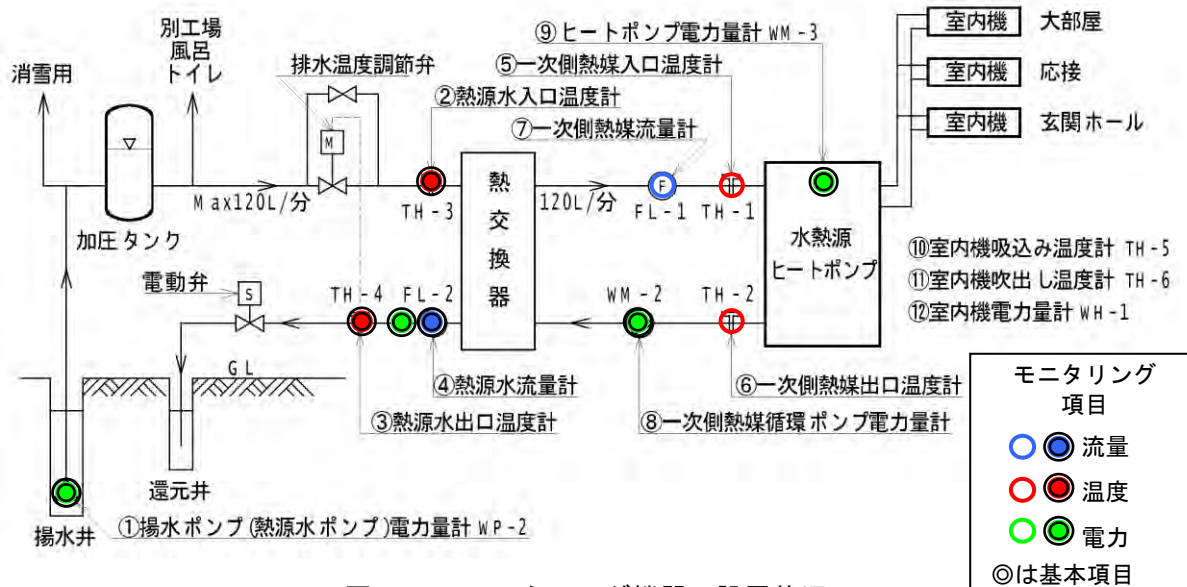 ⑨ヒートポンプ電力量計 WM-3
室内機 大部屋
別工場
風呂
トイレ
消雪用
排水温度調節弁
⑤一次側熱媒入口温度計
室内機 応接
②熱源水入口温度計
室内機 玄関ホール
⑦一次側熱媒流量計
M
F
Max120L/分
TH-3
120L/分
FL-1
TH-1
熱交換器
水熱源
ヒートポンプ
加圧タンク
⑩室内機吸込み温度計 TH-5
⑪室内機吹出し温度計 TH-6
⑫室内機電力量計 WH-1
電動弁
S
TH-4
FL-2
WM-2
TH-2
GL
④熱源水流量計
⑥一次側熱媒出口温度計
③熱源水出口温度計
⑧一次側熱媒循環ポンプ電力量計
還元井
揚水井
①揚水ポンプ(熱源水ポンプ)電力量計 WP-2
モニタリング
項目
流量
温度
電力
◎は基本項目